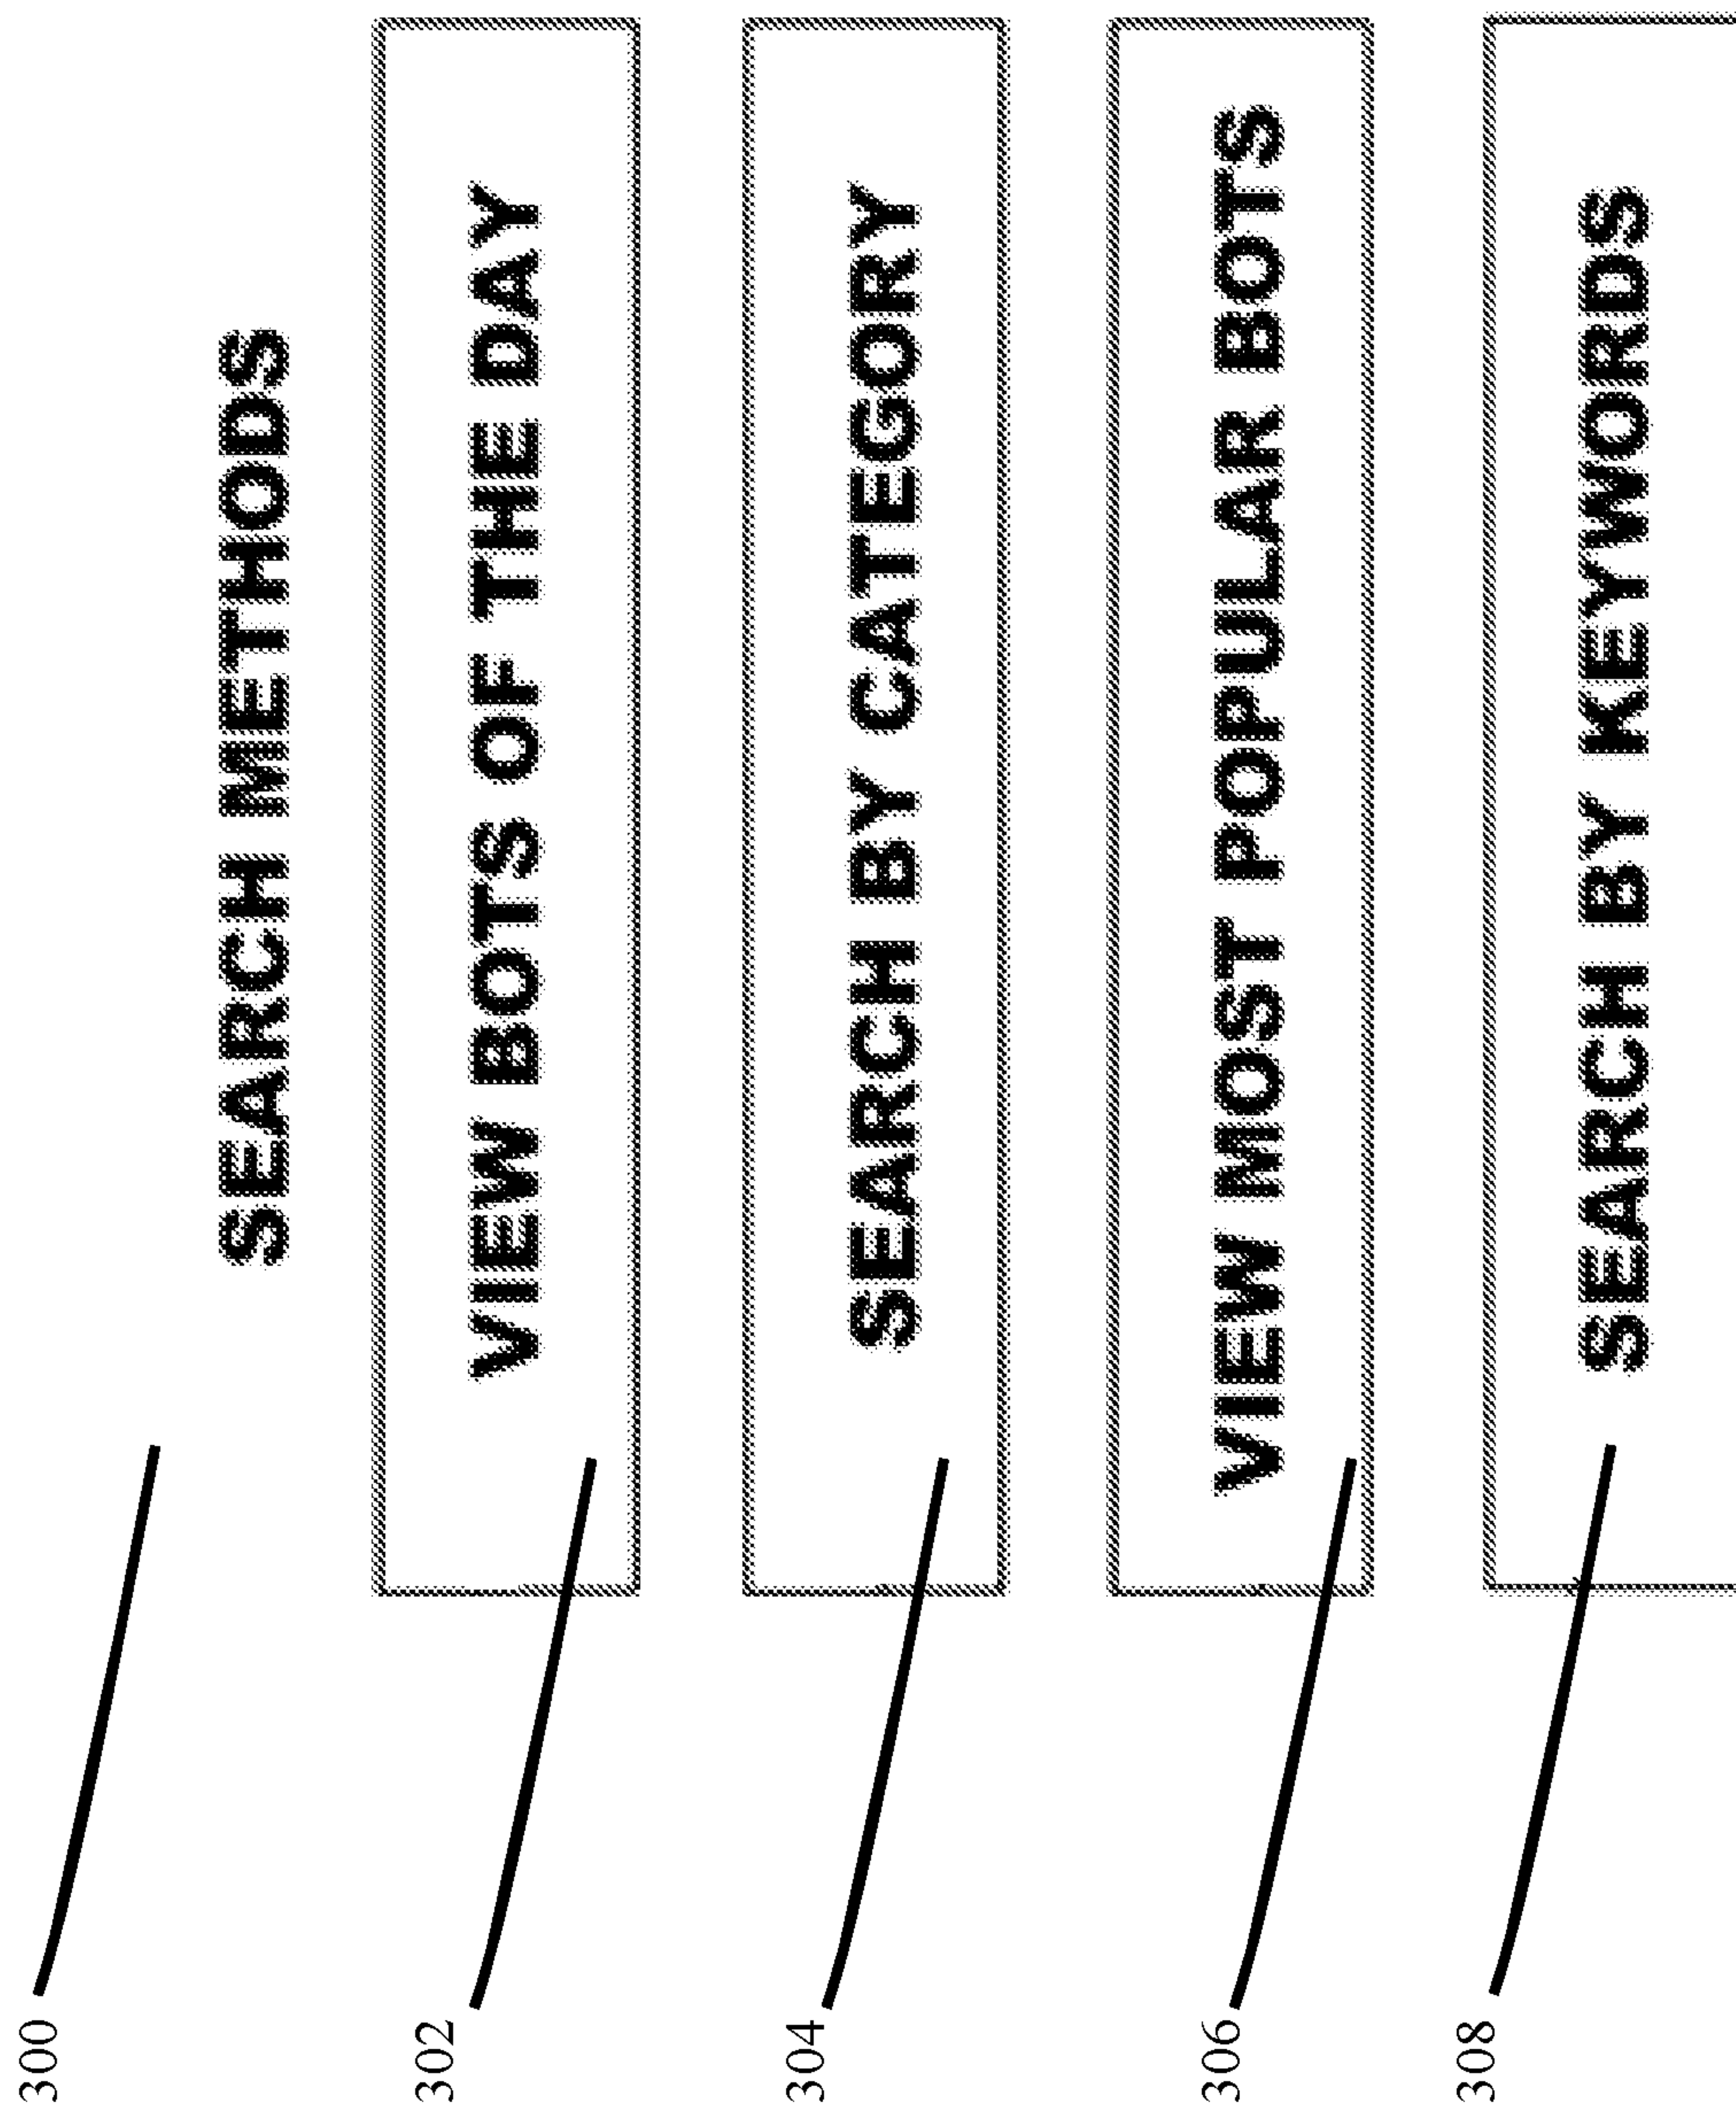 300 SEARCH METHODS
302 VIEW BOTS OF THE DAY
304 SEARCH BY CATEGORY
306 VIEW MOST POPULAR BOTS
308 SEARCH BY KEYWORDS